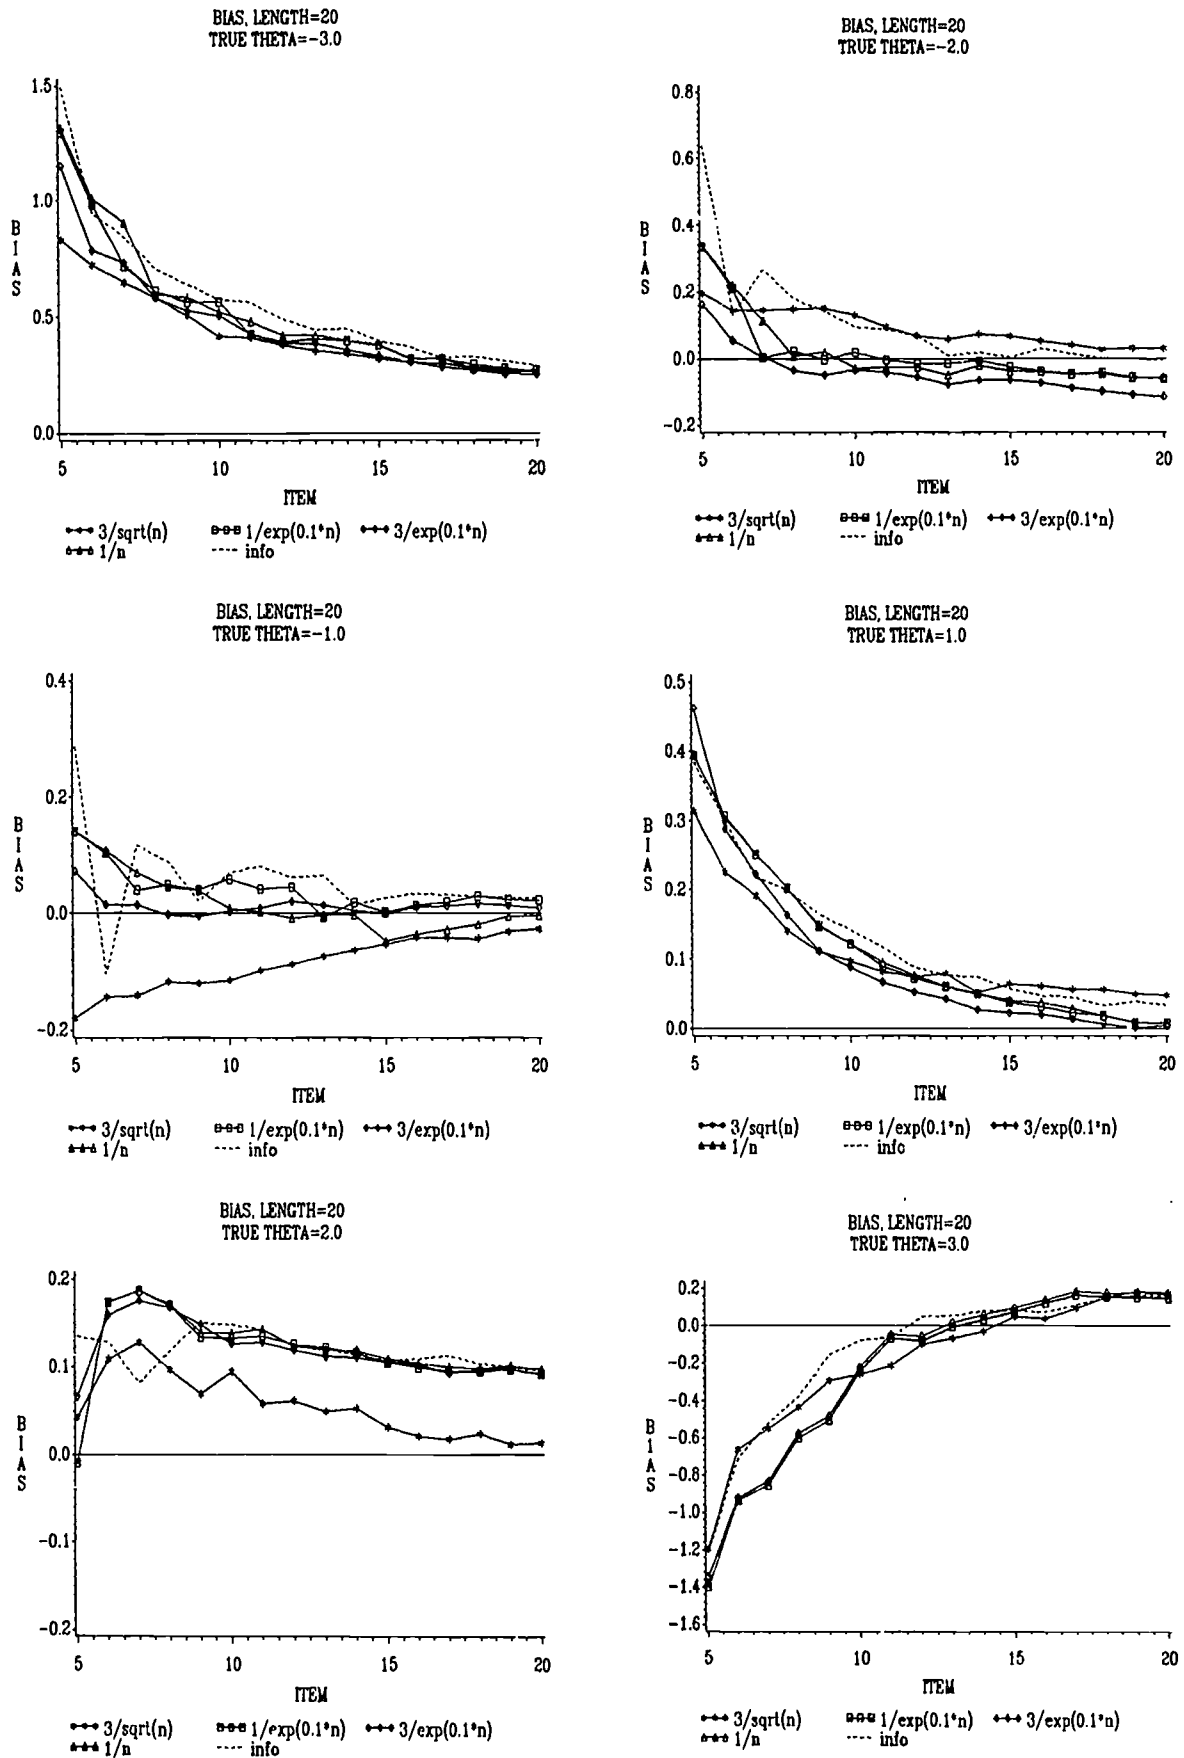 BIAS, LENGTH=20
TRUE THETA=-3.0
1.5
1.0
0.5
0.0
BIAS
5 10 15 20
ITEM
3/sqrt(n) 1/exp(0.1*n) 3/exp(0.1*n)
1/n info
BIAS, LENGTH=20
TRUE THETA=-2.0
0.8
0.6
0.4
0.2
0.0
-0.2
BIAS
5 10 15 20
ITEM
3/sqrt(n) 1/exp(0.1*n) 3/exp(0.1*n)
1/n info
BIAS, LENGTH=20
TRUE THETA=-1.0
0.4
0.2
0.0
-0.2
BIAS
5 10 15 20
ITEM
3/sqrt(n) 1/exp(0.1*n) 3/exp(0.1*n)
1/n info
BIAS, LENGTH=20
TRUE THETA=1.0
0.5
0.4
0.3
0.2
0.1
0.0
BIAS
5 10 15 20
ITEM
3/sqrt(n) 1/exp(0.1*n) 3/exp(0.1*n)
1/n info
BIAS, LENGTH=20
TRUE THETA=2.0
0.2
0.1
0.0
-0.1
-0.2
BIAS
5 10 15 20
ITEM
3/sqrt(n) 1/exp(0.1*n) 3/exp(0.1*n)
1/n info
BIAS, LENGTH=20
TRUE THETA=3.0
0.2
0.0
-0.2
-0.4
-0.6
-0.8
-1.0
-1.2
-1.4
-1.6
BIAS
5 10 15 20
ITEM
3/sqrt(n) 1/exp(0.1*n) 3/exp(0.1*n)
1/n info